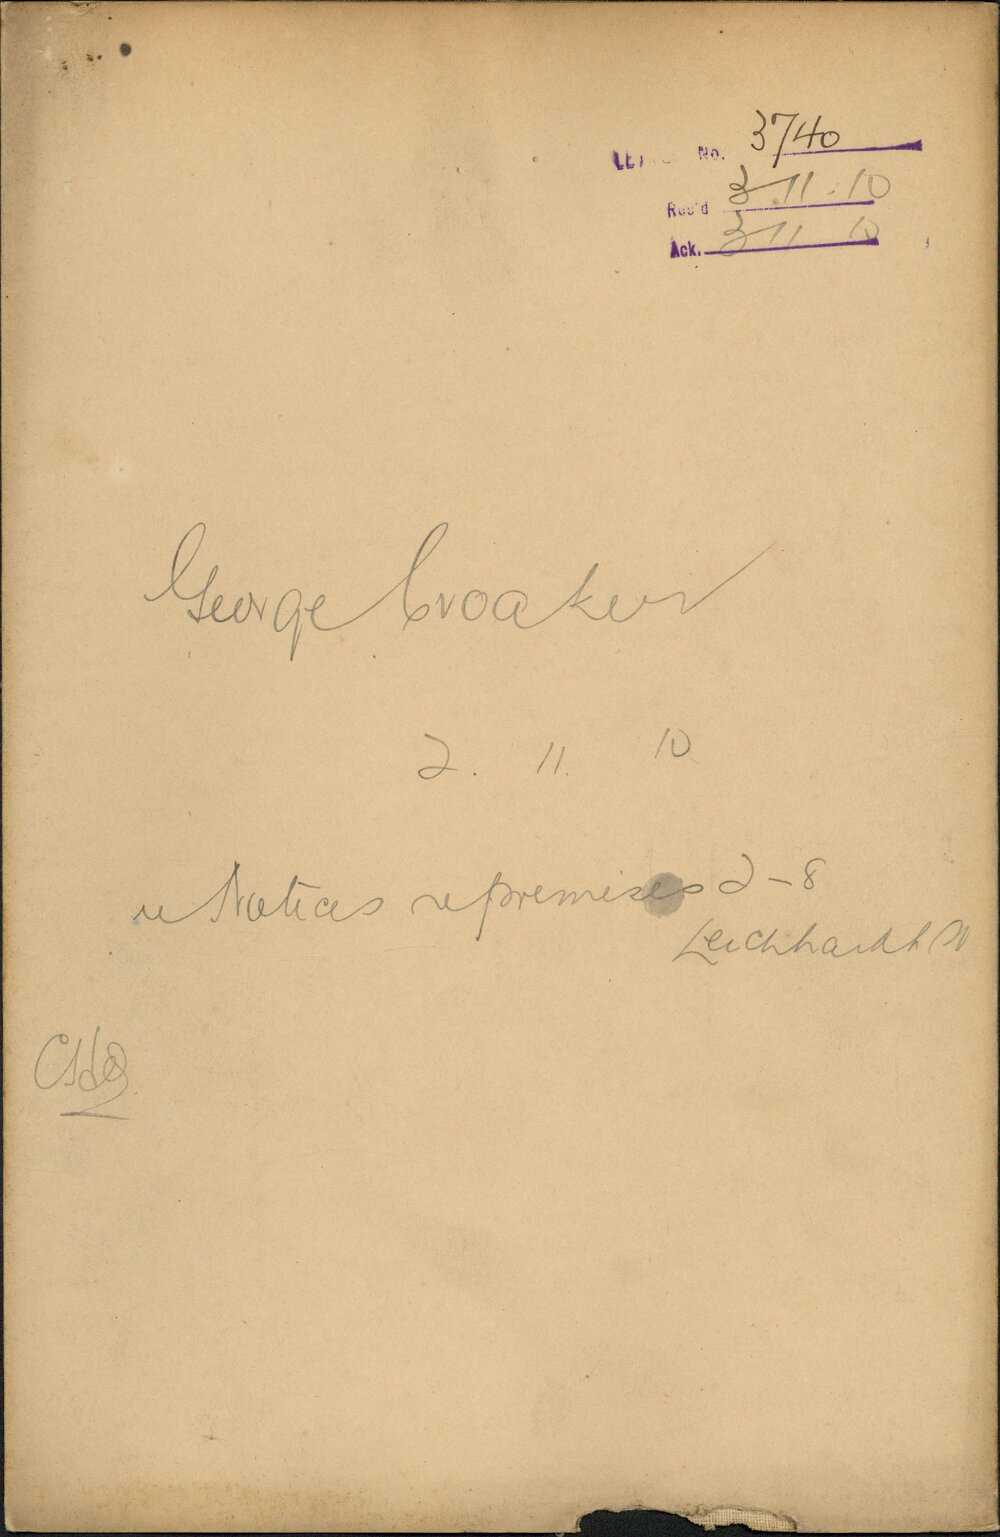 LETTER No. 3740
Rec'd 3.11.10
Ack. 3 11 10
George Croaker
2. 11. 10
re Notices re premises 2-8
Leichhardt